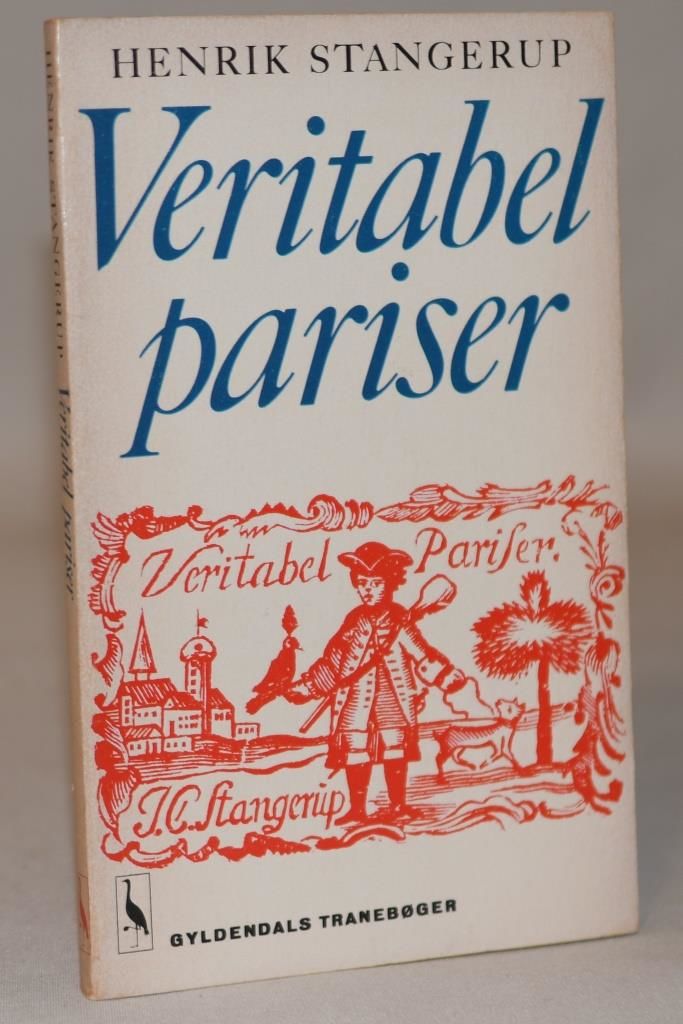 HENRIK STANGERUP
Veritabel
pariser
Veritabel Pariſer.
J.C. Stangerup
GYLDENDALS TRANEBØGER
HENRIK STANGERUP Veritabel pariser